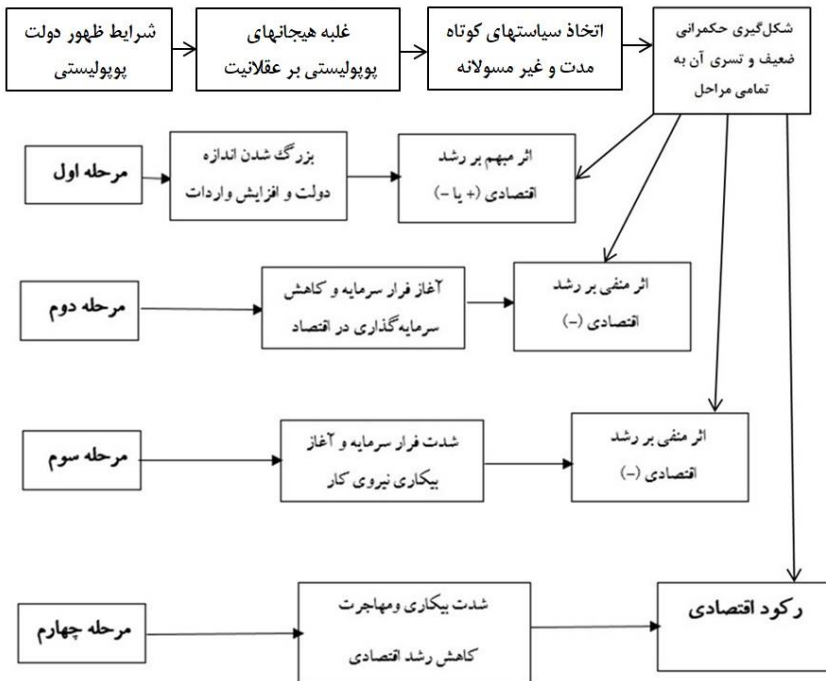 شرایط ظهور دولت
پوپولیستی
غلبه هیجانهای
پوپولیستی بر عقلانیت
اتخاذ سیاستهای کوتاه
مدت و غیر مسولانه
شکل‌گیری حکمرانی
ضعیف و تسری آن به
تمامی مراحل
مرحله اول
بزرگ شدن اندازه
دولت و افزایش واردات
اثر مبهم بر رشد
اقتصادی (+ یا -)
مرحله دوم
آغاز فرار سرمایه و کاهش
سرمایه‌گذاری در اقتصاد
اثر منفی بر رشد
اقتصادی (-)
مرحله سوم
شدت فرار سرمایه و آغاز
بیکاری نیروی کار
اثر منفی بر رشد
اقتصادی (-)
مرحله چهارم
شدت بیکاری ومهاجرت
کاهش رشد اقتصادی
رکود اقتصادی